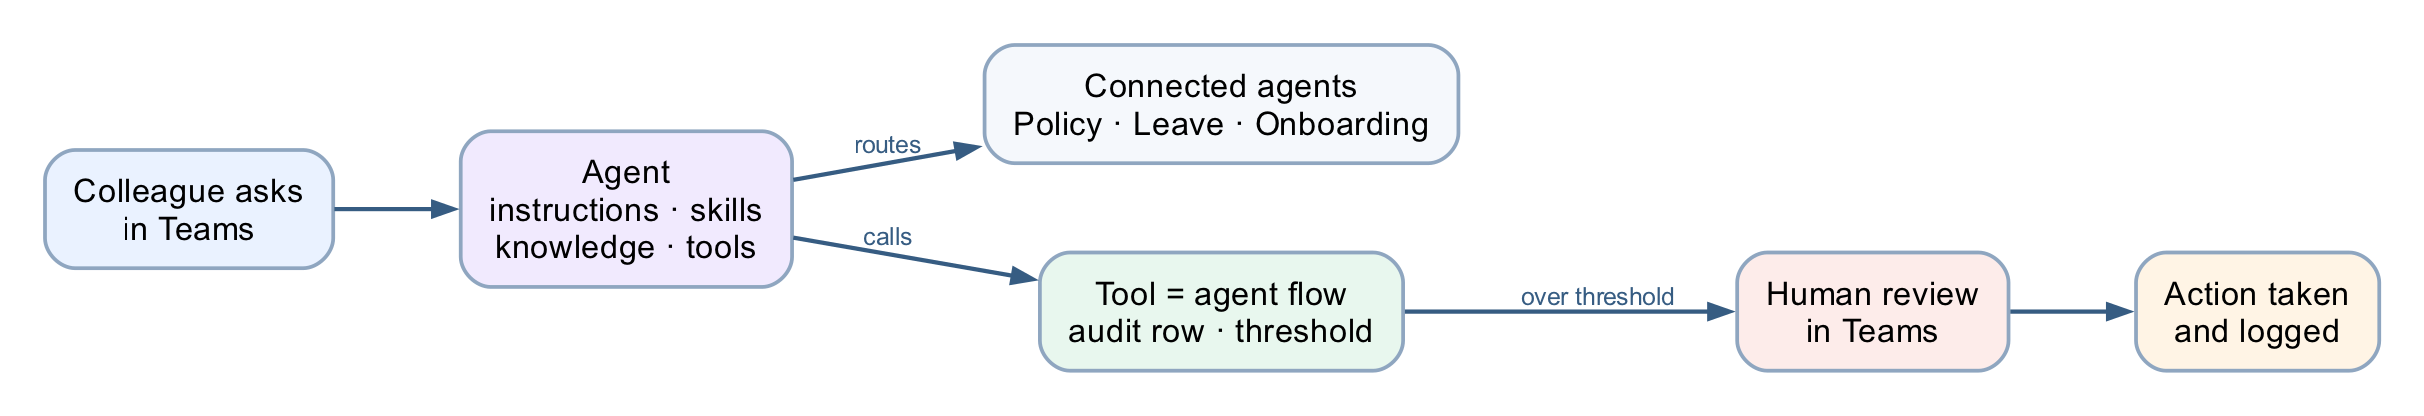 Colleague asks
in Teams
Agent
instructions · skills
knowledge · tools
routes
calls
Connected agents
Policy · Leave · Onboarding
Tool = agent flow
audit row · threshold
over threshold
Human review
in Teams
Action taken
and logged